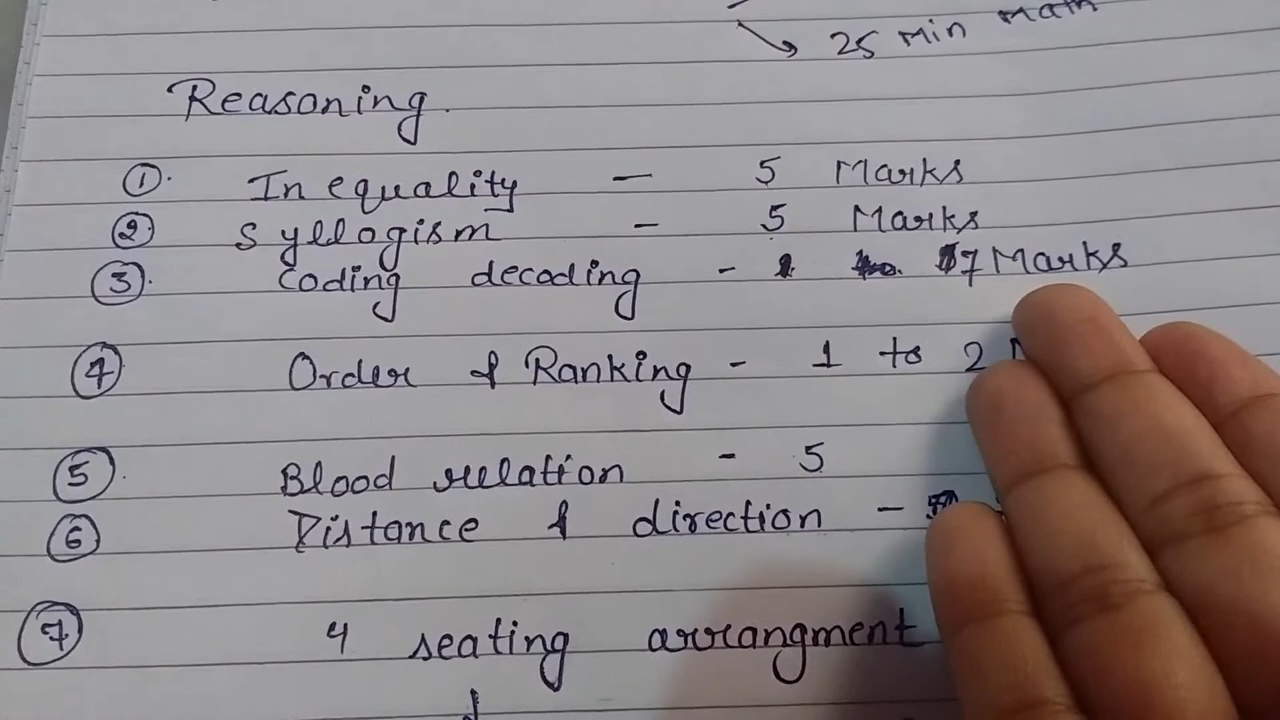 25 Min Math
Reasoning.
①. Inequality — 5 Marks
② Syllogism - 5 Marks
③. Coding decoding - 7 Marks
④ Order & Ranking - 1 to 2
⑤. Blood relation - 5
⑥ Distance & direction -
⑦ 4 seating arrangment